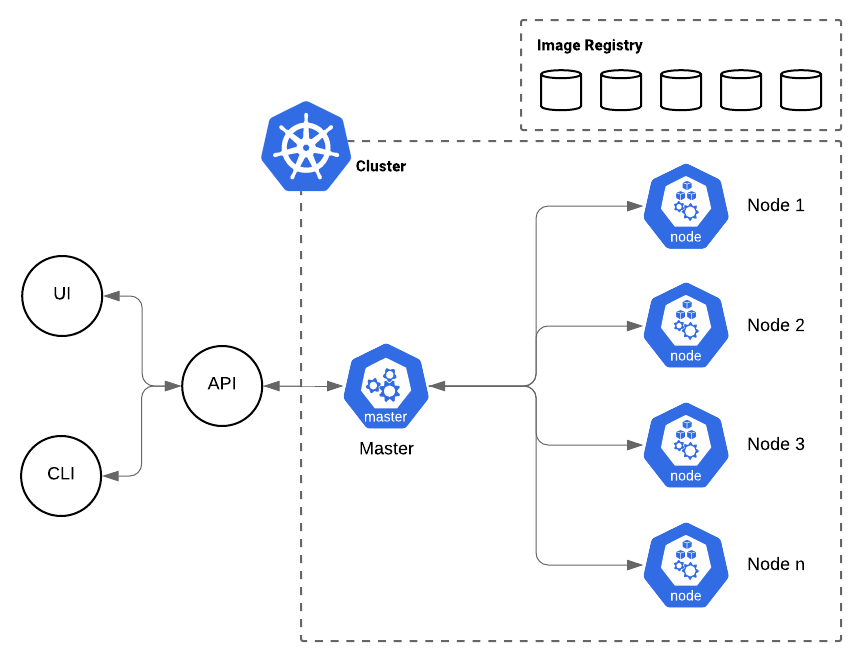 Image Registry
Cluster
node
Node 1
UI
node
Node 2
API
master
Master
node
Node 3
CLI
node
Node n